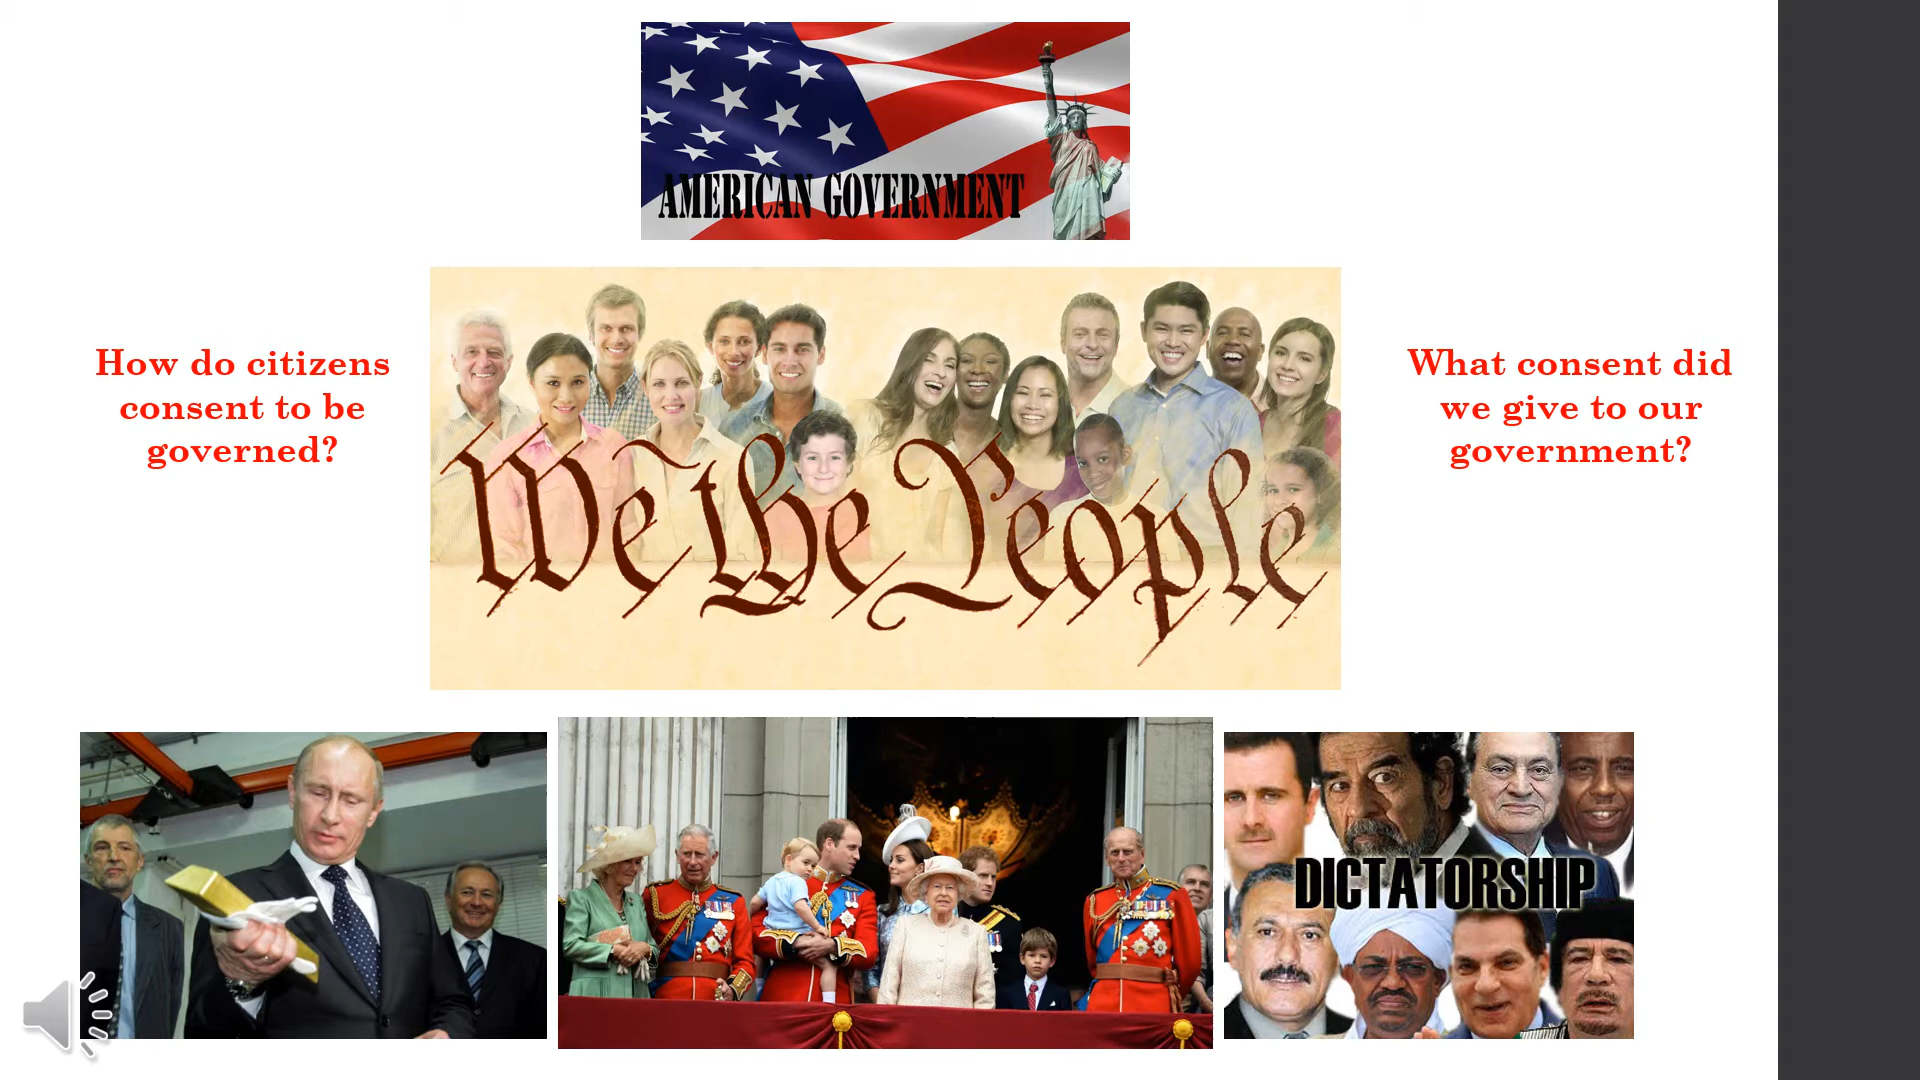 AMERICAN GOVERNMENT
How do citizens
consent to be
governed?
We the People
What consent did
we give to our
government?
DICTATORSHIP